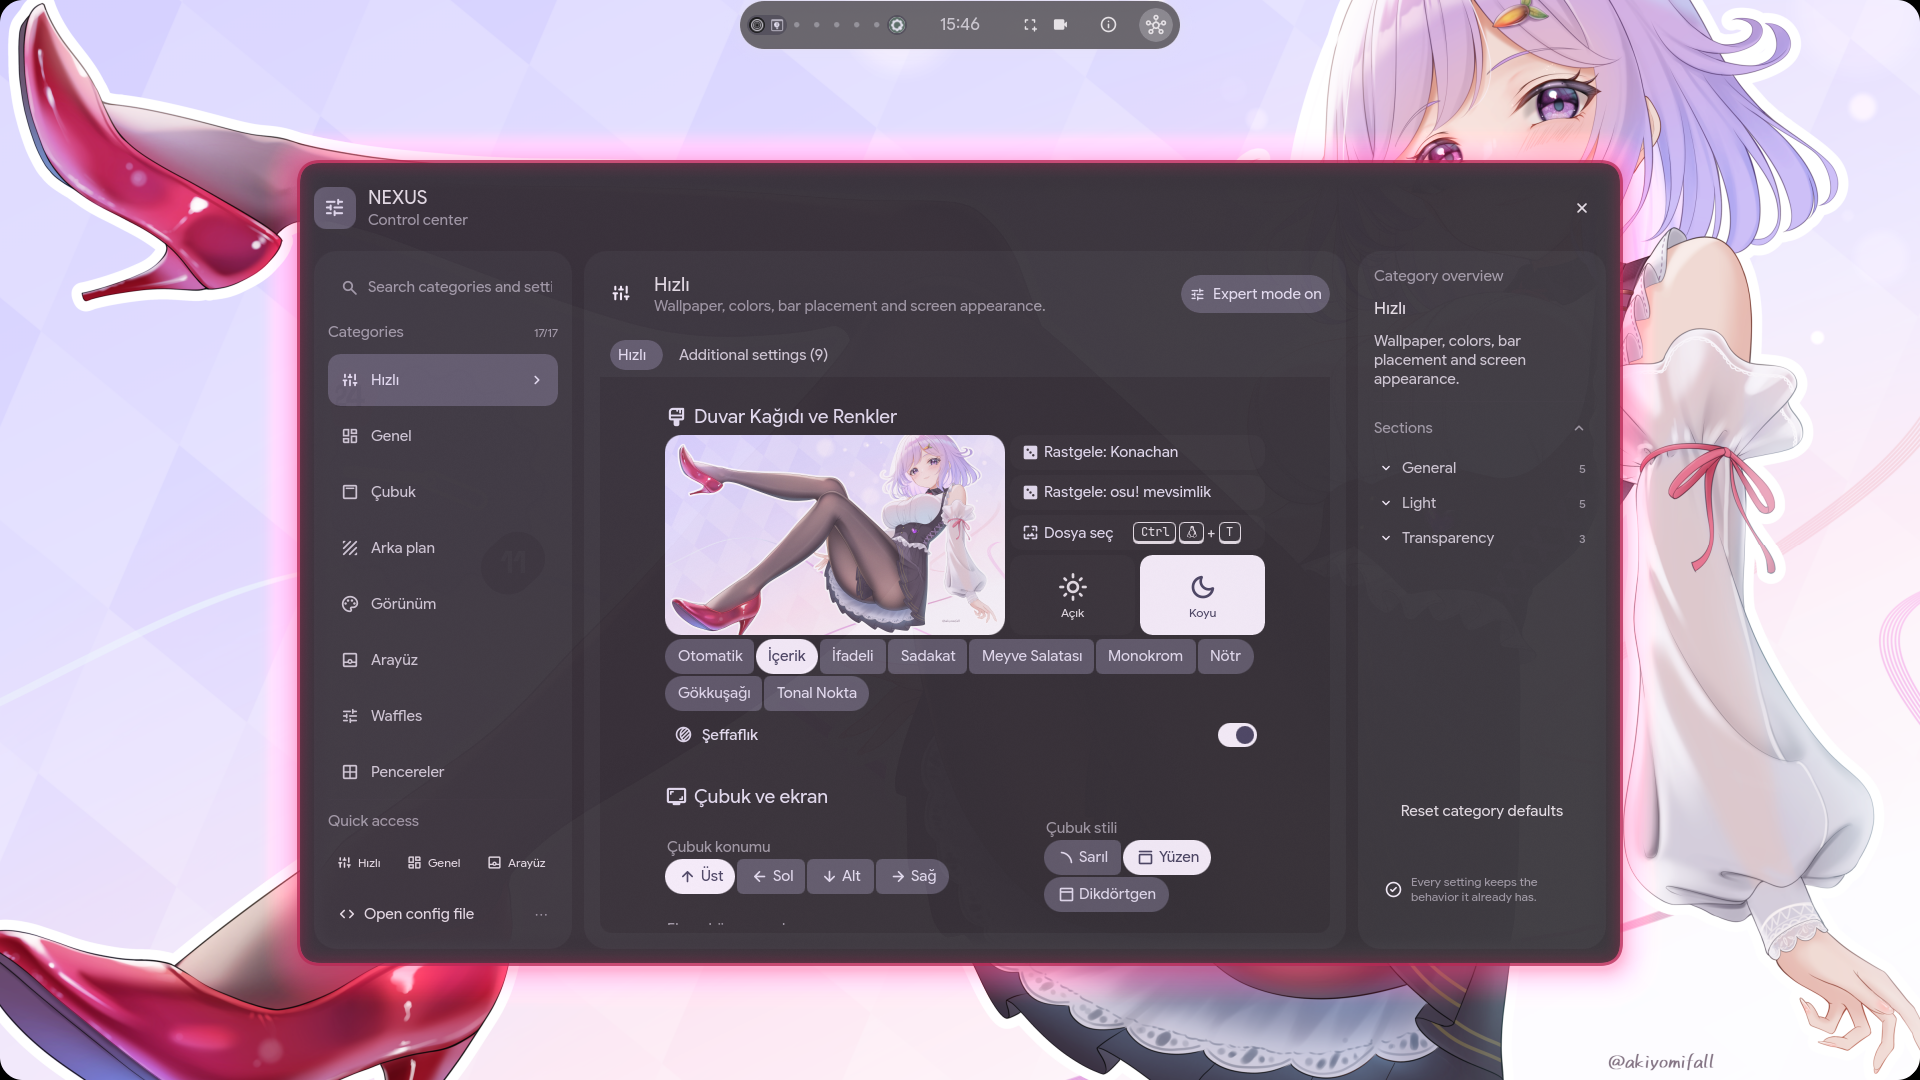 15:46
NEXUS
Control center
Search categories and setti
Categories 17/17
Hızlı
Genel
Çubuk
Arka plan
Görünüm
Arayüz
Waffles
Pencereler
Quick access
Hızlı Genel Arayüz
Open config file ...
Hızlı
Wallpaper, colors, bar placement and screen appearance.
Expert mode on
Hızlı Additional settings (9)
Duvar Kağıdı ve Renkler
Rastgele: Konachan
Rastgele: osu! mevsimlik
Dosya seç Ctrl + T
Açık Koyu
Otomatik İçerik İfadeli Sadakat Meyve Salatası Monokrom Nötr
Gökkuşağı Tonal Nokta
Şeffaflık
Çubuk ve ekran
Çubuk konumu
Üst Sol Alt Sağ
Çubuk stili
Sarıl Yüzen
Dikdörtgen
Category overview
Hızlı
Wallpaper, colors, bar
placement and screen
appearance.
Sections
General 5
Light 5
Transparency 3
Reset category defaults
Every setting keeps the
behavior it already has.
@akiyomifall